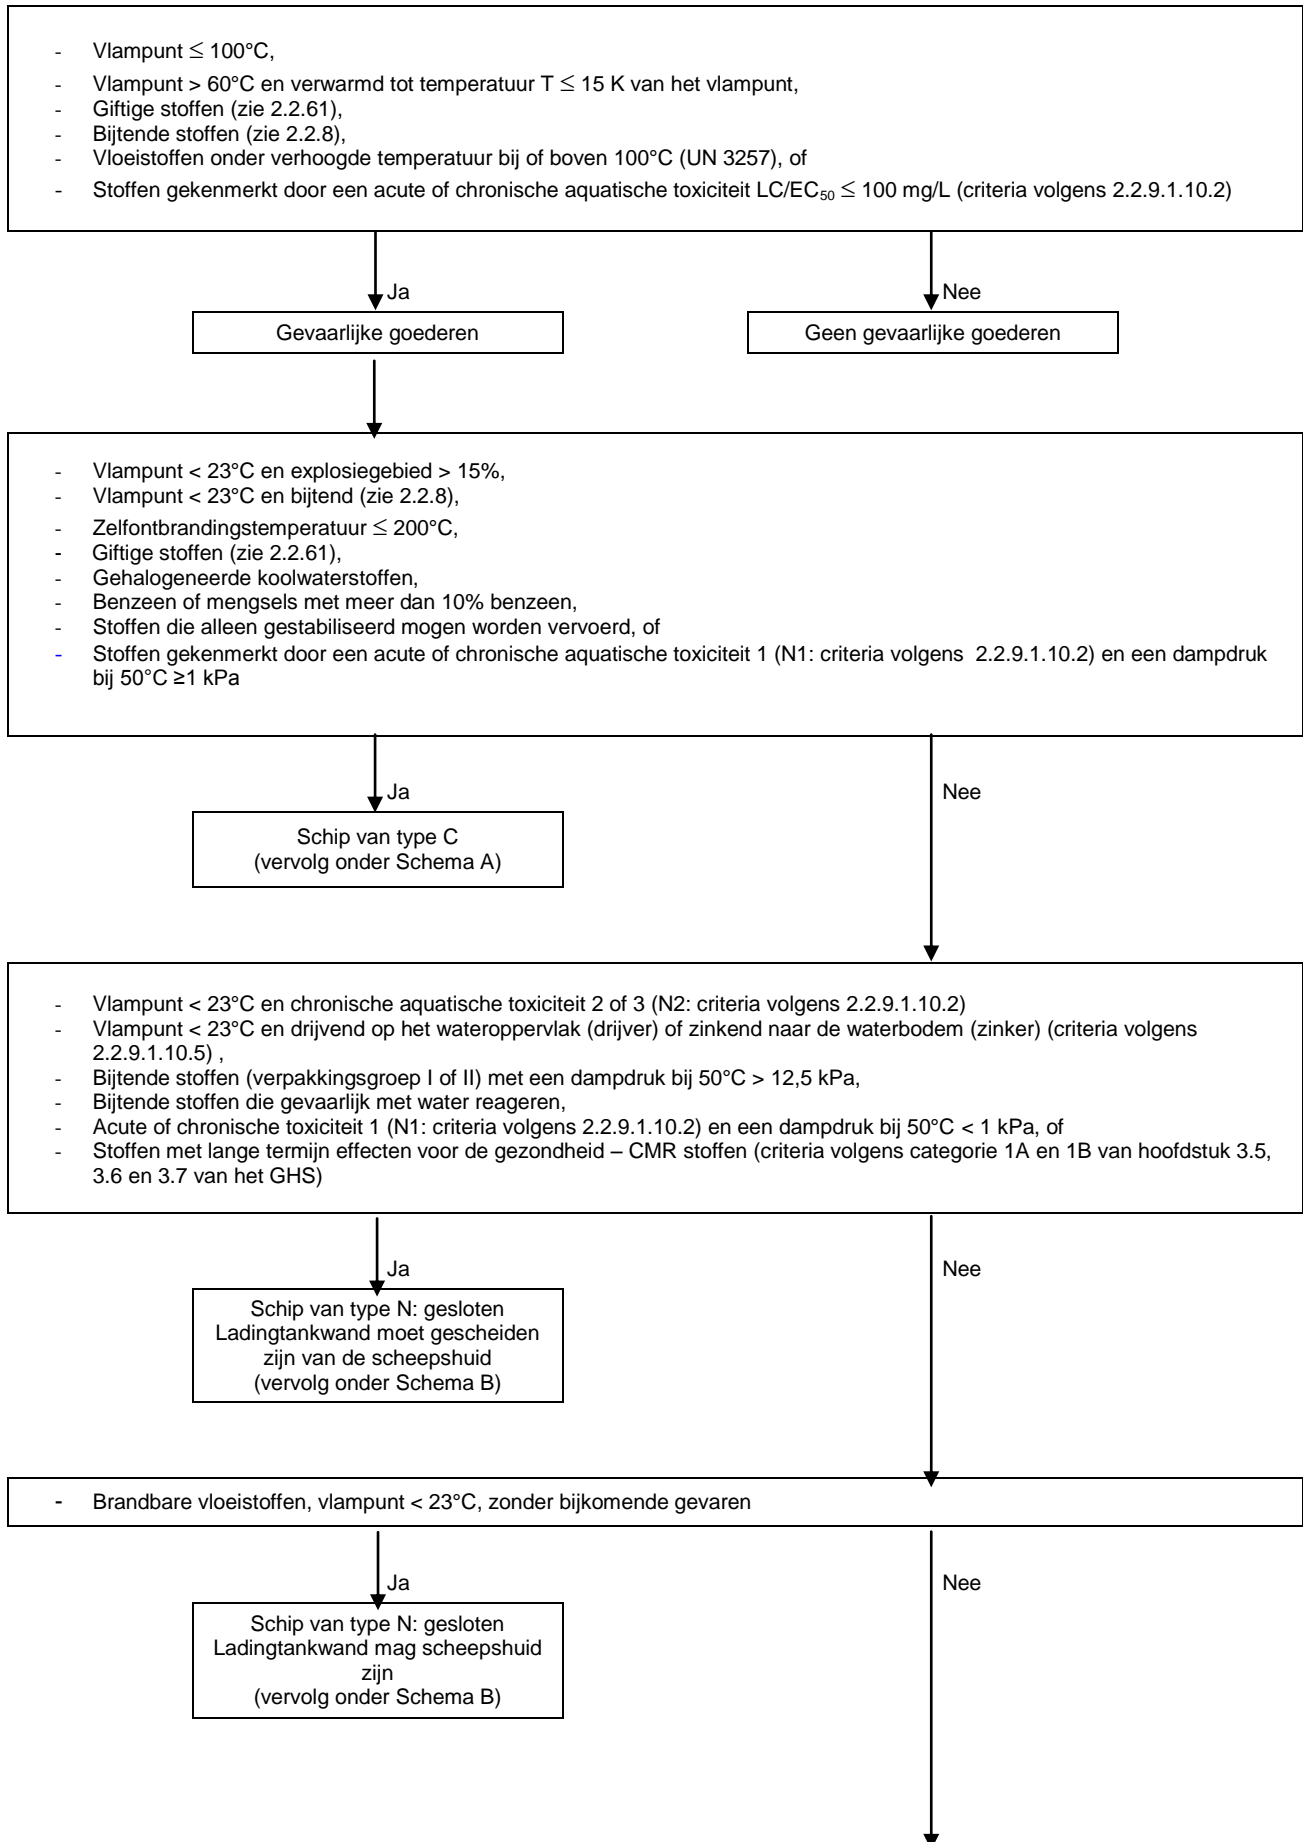 - Vlampunt ≤ 100°C,
- Vlampunt > 60°C en verwarmd tot temperatuur T ≤ 15 K van het vlampunt,
- Giftige stoffen (zie 2.2.61),
- Bijtende stoffen (zie 2.2.8),
- Vloeistoffen onder verhoogde temperatuur bij of boven 100°C (UN 3257), of
- Stoffen gekenmerkt door een acute of chronische aquatische toxiciteit LC/EC50 ≤ 100 mg/L (criteria volgens 2.2.9.1.10.2)
Ja
Nee
Gevaarlijke goederen
Geen gevaarlijke goederen
- Vlampunt < 23°C en explosiegebied > 15%,
- Vlampunt < 23°C en bijtend (zie 2.2.8),
- Zelfontbrandingstemperatuur ≤ 200°C,
- Giftige stoffen (zie 2.2.61),
- Gehalogeneerde koolwaterstoffen,
- Benzeen of mengsels met meer dan 10% benzeen,
- Stoffen die alleen gestabiliseerd mogen worden vervoerd, of
- Stoffen gekenmerkt door een acute of chronische aquatische toxiciteit 1 (N1: criteria volgens 2.2.9.1.10.2) en een dampdruk
bij 50°C ≥1 kPa
Ja
Nee
Schip van type C
(vervolg onder Schema A)
- Vlampunt < 23°C en chronische aquatische toxiciteit 2 of 3 (N2: criteria volgens 2.2.9.1.10.2)
- Vlampunt < 23°C en drijvend op het wateroppervlak (drijver) of zinkend naar de waterbodem (zinker) (criteria volgens
2.2.9.1.10.5) ,
- Bijtende stoffen (verpakkingsgroep I of II) met een dampdruk bij 50°C > 12,5 kPa,
- Bijtende stoffen die gevaarlijk met water reageren,
- Acute of chronische toxiciteit 1 (N1: criteria volgens 2.2.9.1.10.2) en een dampdruk bij 50°C < 1 kPa, of
- Stoffen met lange termijn effecten voor de gezondheid – CMR stoffen (criteria volgens categorie 1A en 1B van hoofdstuk 3.5,
3.6 en 3.7 van het GHS)
Ja
Nee
Schip van type N: gesloten
Ladingtankwand moet gescheiden
zijn van de scheepshuid
(vervolg onder Schema B)
- Brandbare vloeistoffen, vlampunt < 23°C, zonder bijkomende gevaren
Ja
Nee
Schip van type N: gesloten
Ladingtankwand mag scheepshuid
zijn
(vervolg onder Schema B)